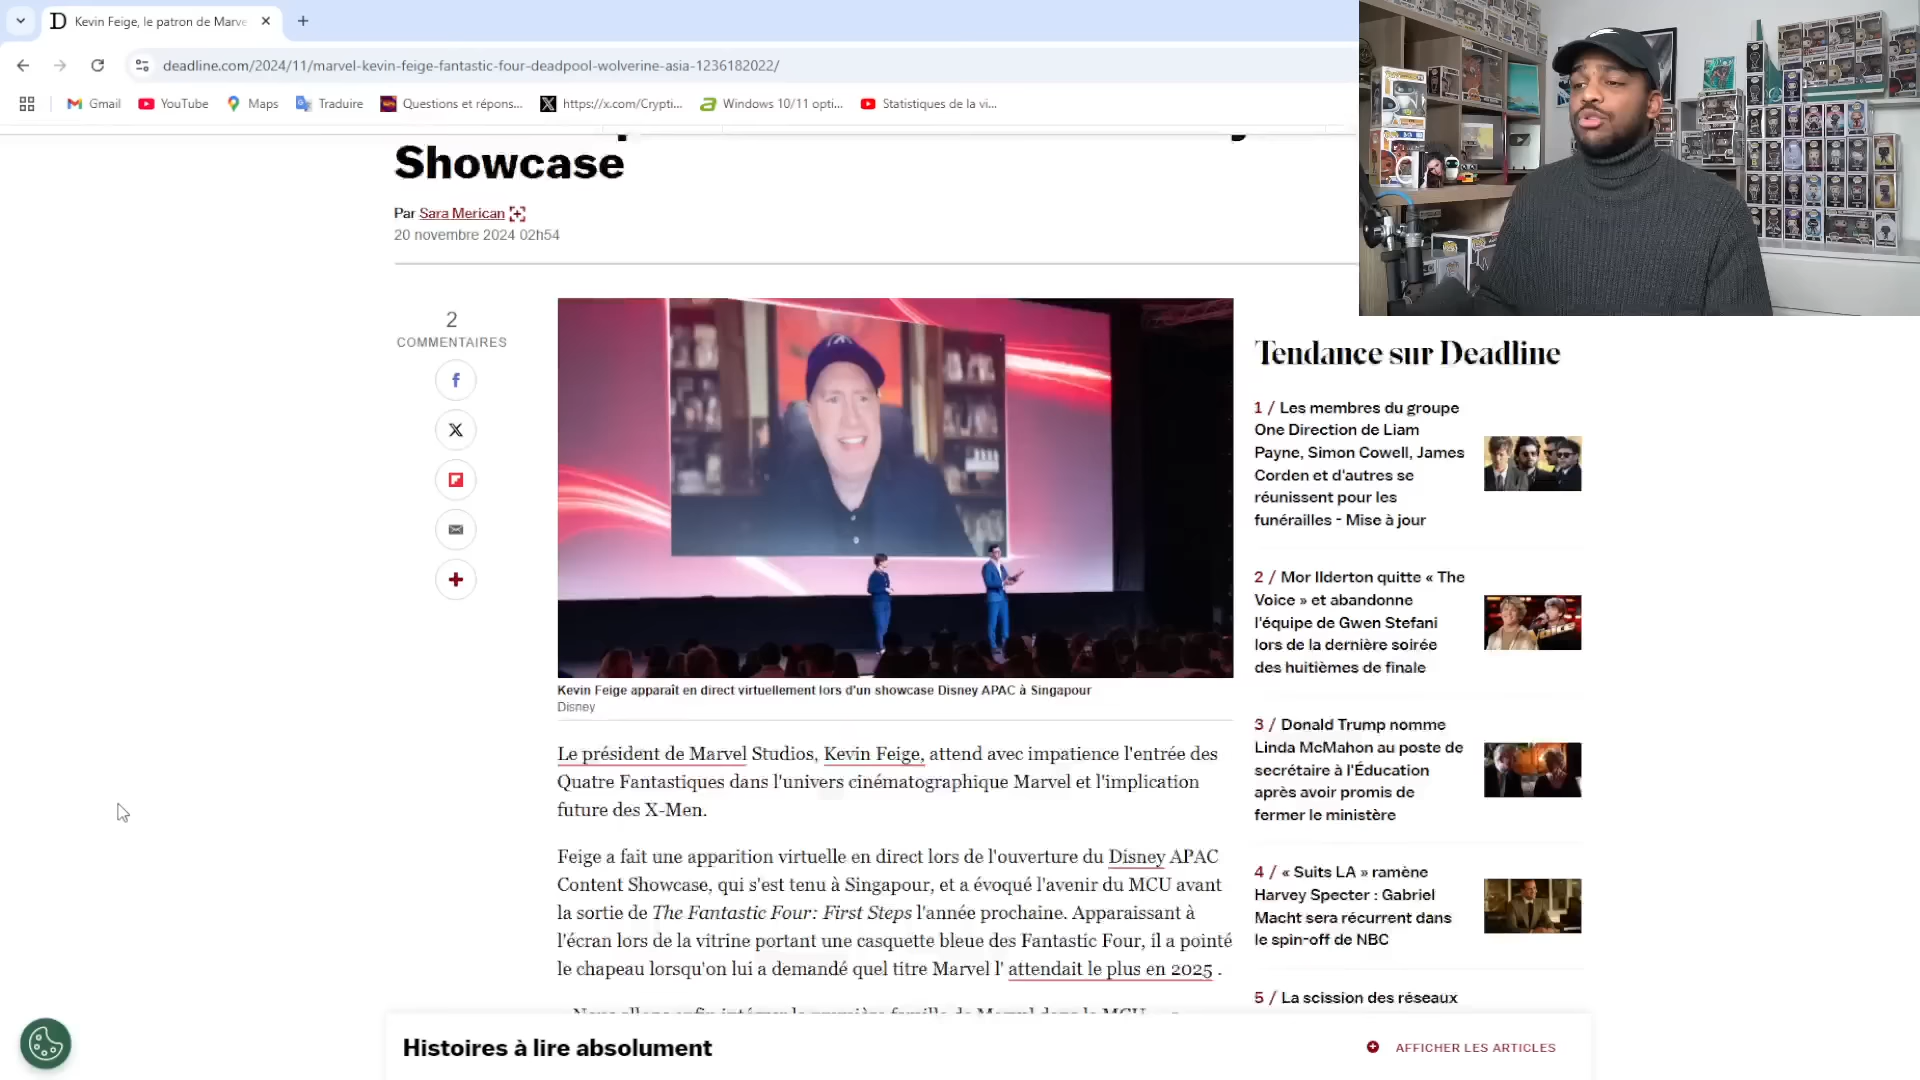 Kevin Feige, le patron de Marve
deadline.com/2024/11/marvel-kevin-feige-fantastic-four-deadpool-wolverine-asia-1236182022/
Gmail
YouTube
Maps
Traduire
Questions et répons...
https://x.com/Crypti...
Windows 10/11 opti...
Statistiques de la vi...
Showcase
Par Sara Merican
20 novembre 2024 02h54
2
COMMENTAIRES
Kevin Feige apparaît en direct virtuellement lors d'un showcase Disney APAC à Singapour
Disney
Le président de Marvel Studios, Kevin Feige, attend avec impatience l'entrée des
Quatre Fantastiques dans l'univers cinématographique Marvel et l'implication
future des X-Men.
Feige a fait une apparition virtuelle en direct lors de l'ouverture du Disney APAC
Content Showcase, qui s'est tenu à Singapour, et a évoqué l'avenir du MCU avant
la sortie de The Fantastic Four: First Steps l'année prochaine. Apparaissant à
l'écran lors de la vitrine portant une casquette bleue des Fantastic Four, il a pointé
le chapeau lorsqu'on lui a demandé quel titre Marvel l' attendait le plus en 2025 .
Tendance sur Deadline
1 / Les membres du groupe
One Direction de Liam
Payne, Simon Cowell, James
Corden et d'autres se
réunissent pour les
funérailles - Mise à jour
2 / Mor Ilderton quitte « The
Voice » et abandonne
l'équipe de Gwen Stefani
lors de la dernière soirée
des huitièmes de finale
3 / Donald Trump nomme
Linda McMahon au poste de
secrétaire à l'Éducation
après avoir promis de
fermer le ministère
4 / « Suits LA » ramène
Harvey Specter : Gabriel
Macht sera récurrent dans
le spin-off de NBC
5 / La scission des réseaux
Histoires à lire absolument
AFFICHER LES ARTICLES